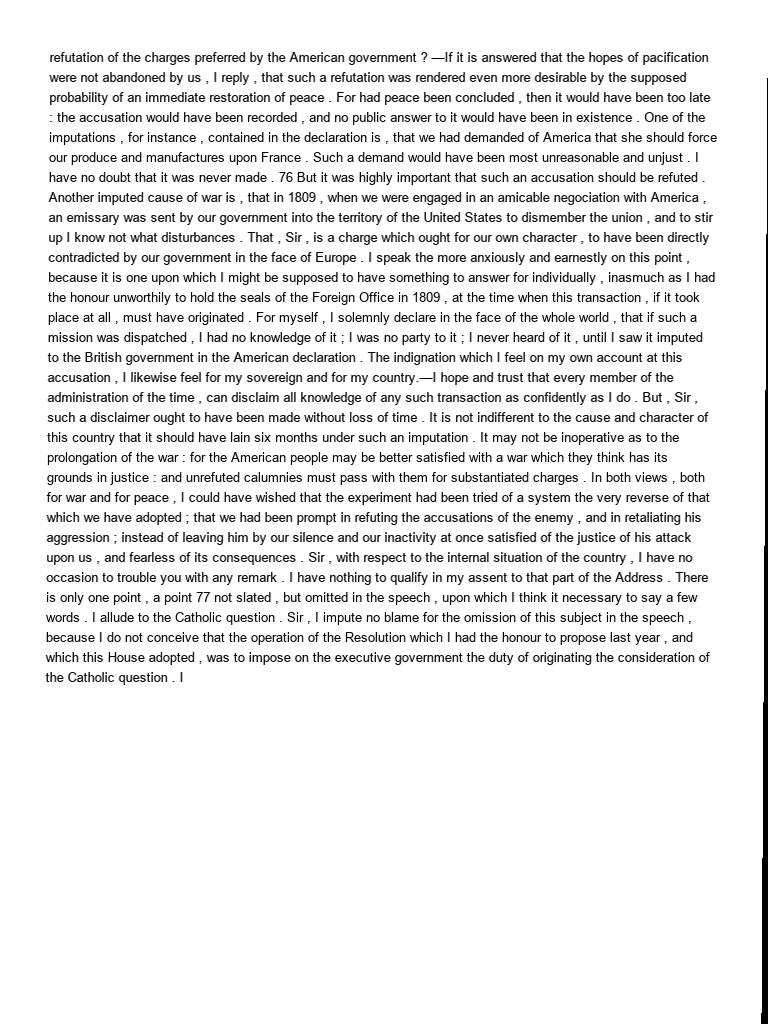 refutation of the charges preferred by the American government ? —If it is answered that the hopes of pacification
were not abandoned by us , I reply , that such a refutation was rendered even more desirable by the supposed
probability of an immediate restoration of peace . For had peace been concluded , then it would have been too late
: the accusation would have been recorded , and no public answer to it would have been in existence . One of the
imputations , for instance , contained in the declaration is , that we had demanded of America that she should force
our produce and manufactures upon France . Such a demand would have been most unreasonable and unjust . I
have no doubt that it was never made . 76 But it was highly important that such an accusation should be refuted .
Another imputed cause of war is , that in 1809 , when we were engaged in an amicable negociation with America ,
an emissary was sent by our government into the territory of the United States to dismember the union , and to stir
up I know not what disturbances . That , Sir , is a charge which ought for our own character , to have been directly
contradicted by our government in the face of Europe . I speak the more anxiously and earnestly on this point ,
because it is one upon which I might be supposed to have something to answer for individually , inasmuch as I had
the honour unworthily to hold the seals of the Foreign Office in 1809 , at the time when this transaction , if it took
place at all , must have originated . For myself , I solemnly declare in the face of the whole world , that if such a
mission was dispatched , I had no knowledge of it ; I was no party to it ; I never heard of it , until I saw it imputed
to the British government in the American declaration . The indignation which I feel on my own account at this
accusation , I likewise feel for my sovereign and for my country.—I hope and trust that every member of the
administration of the time , can disclaim all knowledge of any such transaction as confidently as I do . But , Sir ,
such a disclaimer ought to have been made without loss of time . It is not indifferent to the cause and character of
this country that it should have lain six months under such an imputation . It may not be inoperative as to the
prolongation of the war : for the American people may be better satisfied with a war which they think has its
grounds in justice : and unrefuted calumnies must pass with them for substantiated charges . In both views , both
for war and for peace , I could have wished that the experiment had been tried of a system the very reverse of that
which we have adopted ; that we had been prompt in refuting the accusations of the enemy , and in retaliating his
aggression ; instead of leaving him by our silence and our inactivity at once satisfied of the justice of his attack
upon us , and fearless of its consequences . Sir , with respect to the internal situation of the country , I have no
occasion to trouble you with any remark . I have nothing to qualify in my assent to that part of the Address . There
is only one point , a point 77 not slated , but omitted in the speech , upon which I think it necessary to say a few
words . I allude to the Catholic question . Sir , I impute no blame for the omission of this subject in the speech ,
because I do not conceive that the operation of the Resolution which I had the honour to propose last year , and
which this House adopted , was to impose on the executive government the duty of originating the consideration of
the Catholic question . I